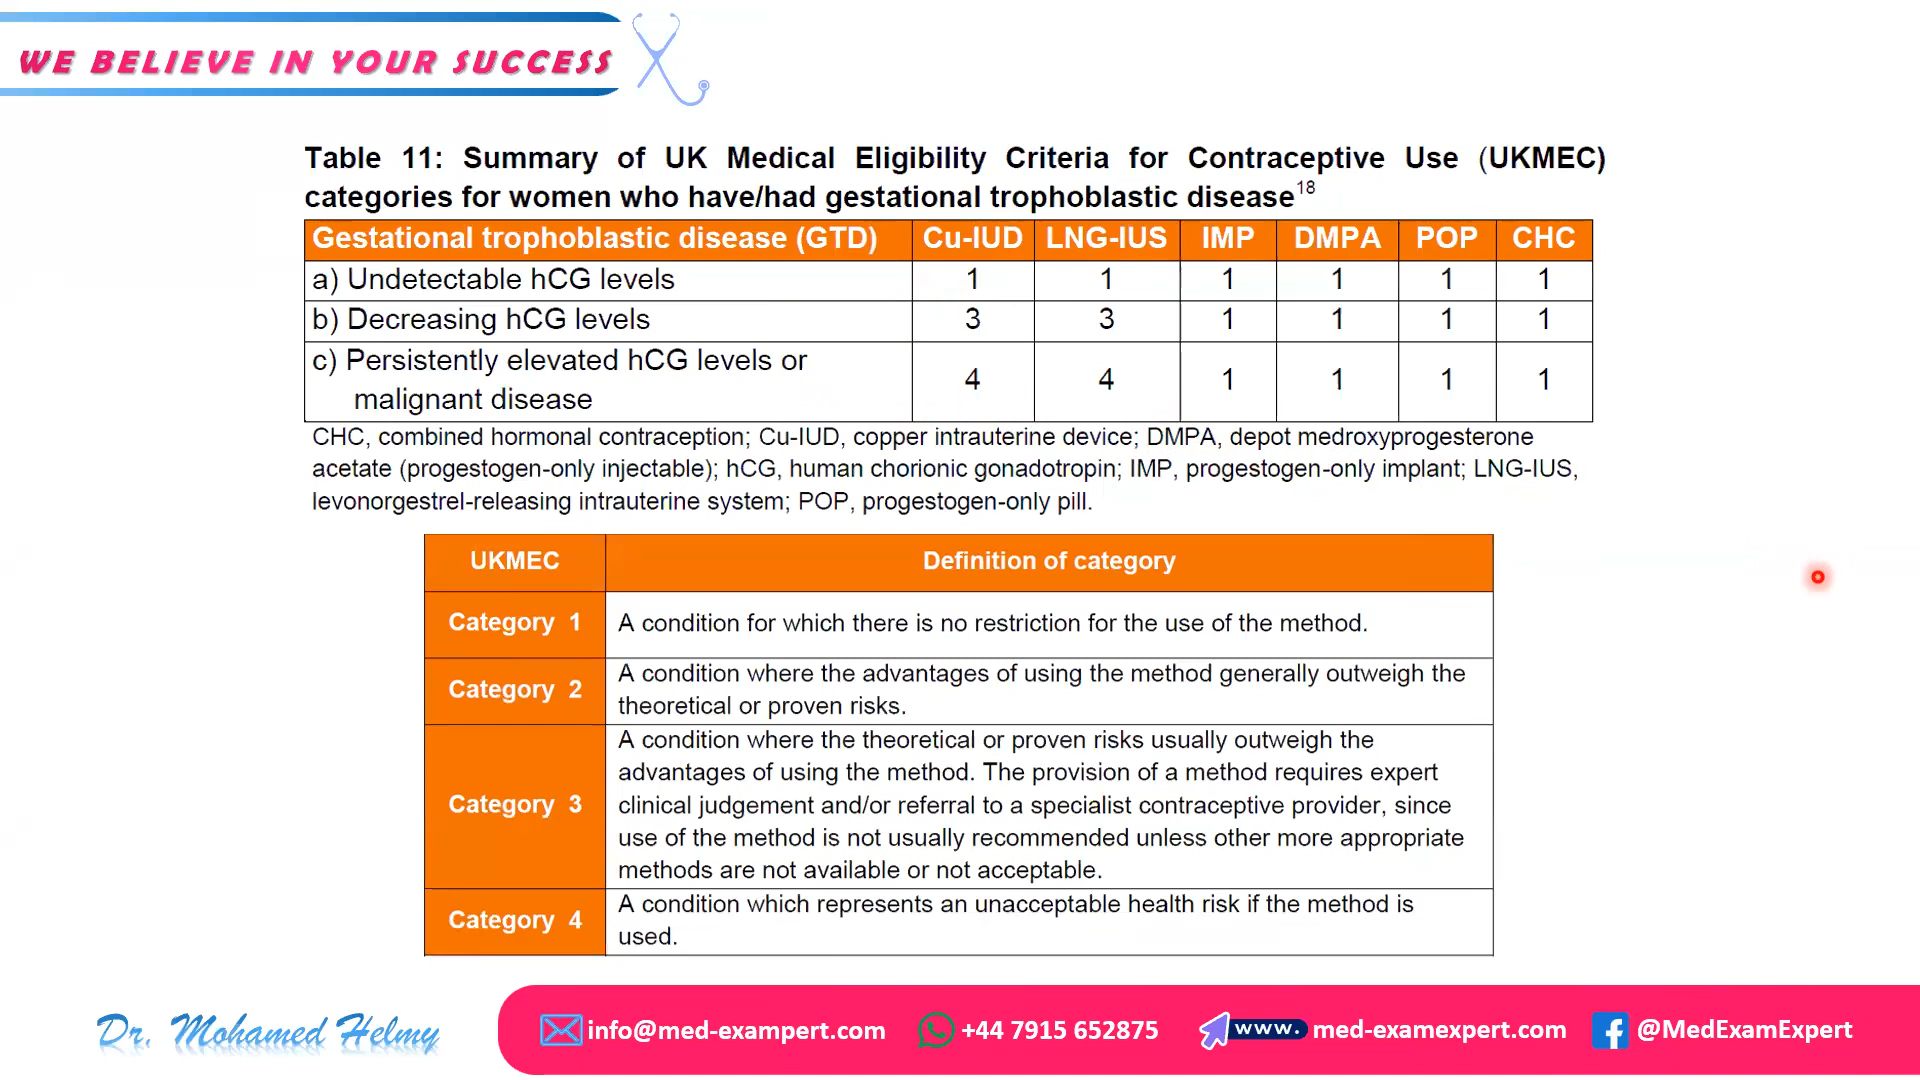 WE BELIEVE IN YOUR SUCCESS
Table 11: Summary of UK Medical Eligibility Criteria for Contraceptive Use (UKMEC)
categories for women who have/had gestational trophoblastic disease18
Gestational trophoblastic disease (GTD) Cu-IUD LNG-IUS IMP DMPA POP CHC
a) Undetectable hCG levels 1 1 1 1 1 1
b) Decreasing hCG levels 3 3 1 1 1 1
c) Persistently elevated hCG levels or
malignant disease 4 4 1 1 1 1
CHC, combined hormonal contraception; Cu-IUD, copper intrauterine device; DMPA, depot medroxyprogesterone
acetate (progestogen-only injectable); hCG, human chorionic gonadotropin; IMP, progestogen-only implant; LNG-IUS,
levonorgestrel-releasing intrauterine system; POP, progestogen-only pill.
UKMEC Definition of category
Category 1 A condition for which there is no restriction for the use of the method.
Category 2 A condition where the advantages of using the method generally outweigh the
theoretical or proven risks.
Category 3 A condition where the theoretical or proven risks usually outweigh the
advantages of using the method. The provision of a method requires expert
clinical judgement and/or referral to a specialist contraceptive provider, since
use of the method is not usually recommended unless other more appropriate
methods are not available or not acceptable.
Category 4 A condition which represents an unacceptable health risk if the method is
used.
Dr. Mohamed Helmy
info@med-exampert.com +44 7915 652875 www. med-examexpert.com @MedExamExpert